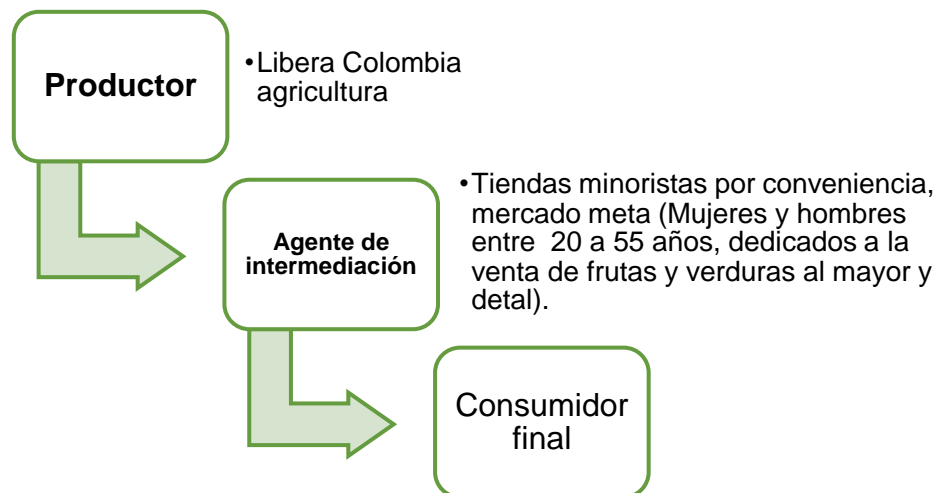 Productor
•Libera Colombia
agricultura
Agente de
intermediación
•Tiendas minoristas por conveniencia,
mercado meta (Mujeres y hombres
entre 20 a 55 años, dedicados a la
venta de frutas y verduras al mayor y
detal).
Consumidor
final